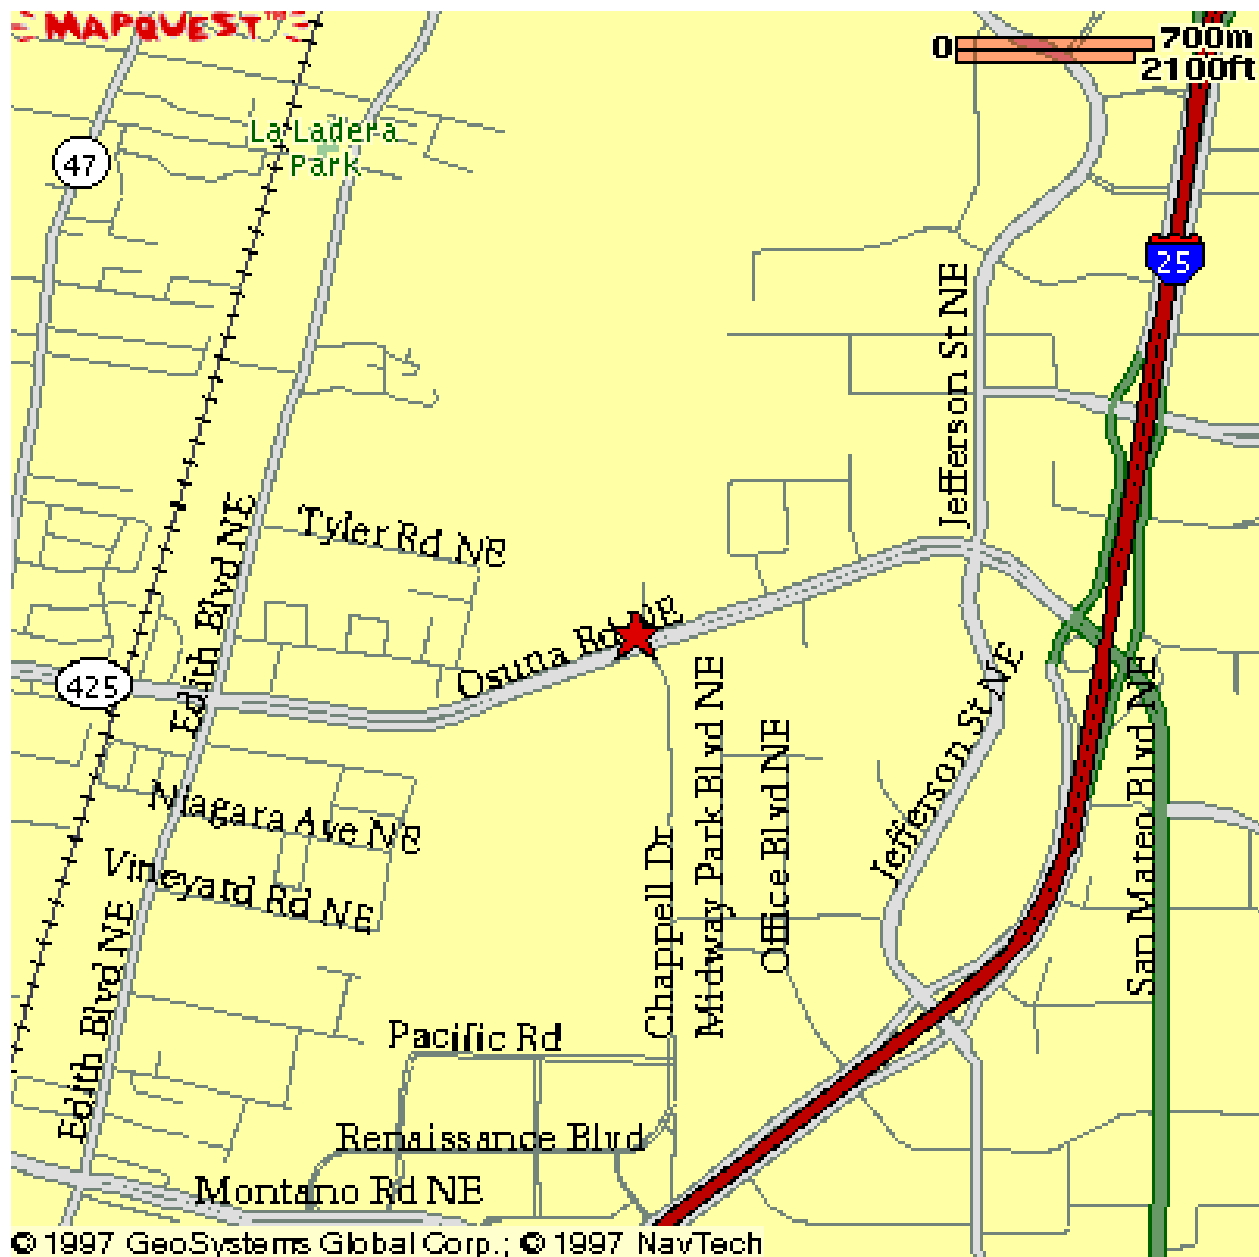 MAPQUEST™
0 700m
2100ft
La Ladera
Park
47
25
Jefferson St NE
Tyler Rd NE
Edith Blvd NE
Osuna Rd NE
425
Jefferson St NE
Midway Park Blvd NE
San Mateo Blvd NE
Office Blvd NE
Niagara Ave NE
Chappell Dr
Vineyard Rd NE
Edith Blvd NE
Pacific Rd
Renaissance Blvd
Montano Rd NE
© 1997 GeoSystems Global Corp.; © 1997 NavTech